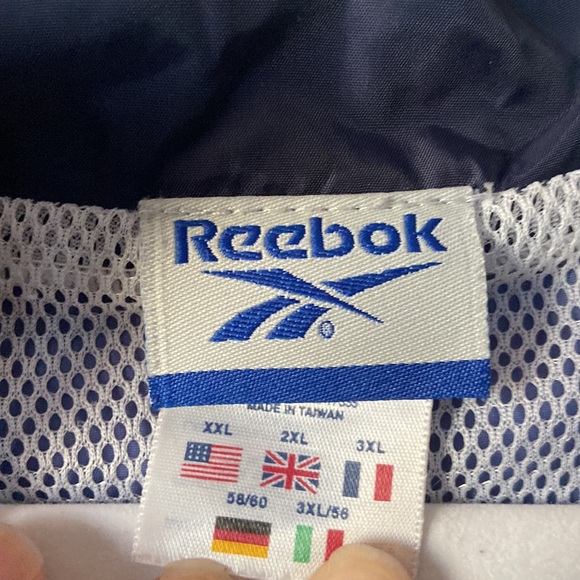 Reebok
®
MADE IN TAIWAN
XXL 2XL 3XL
58/60 3XL/56